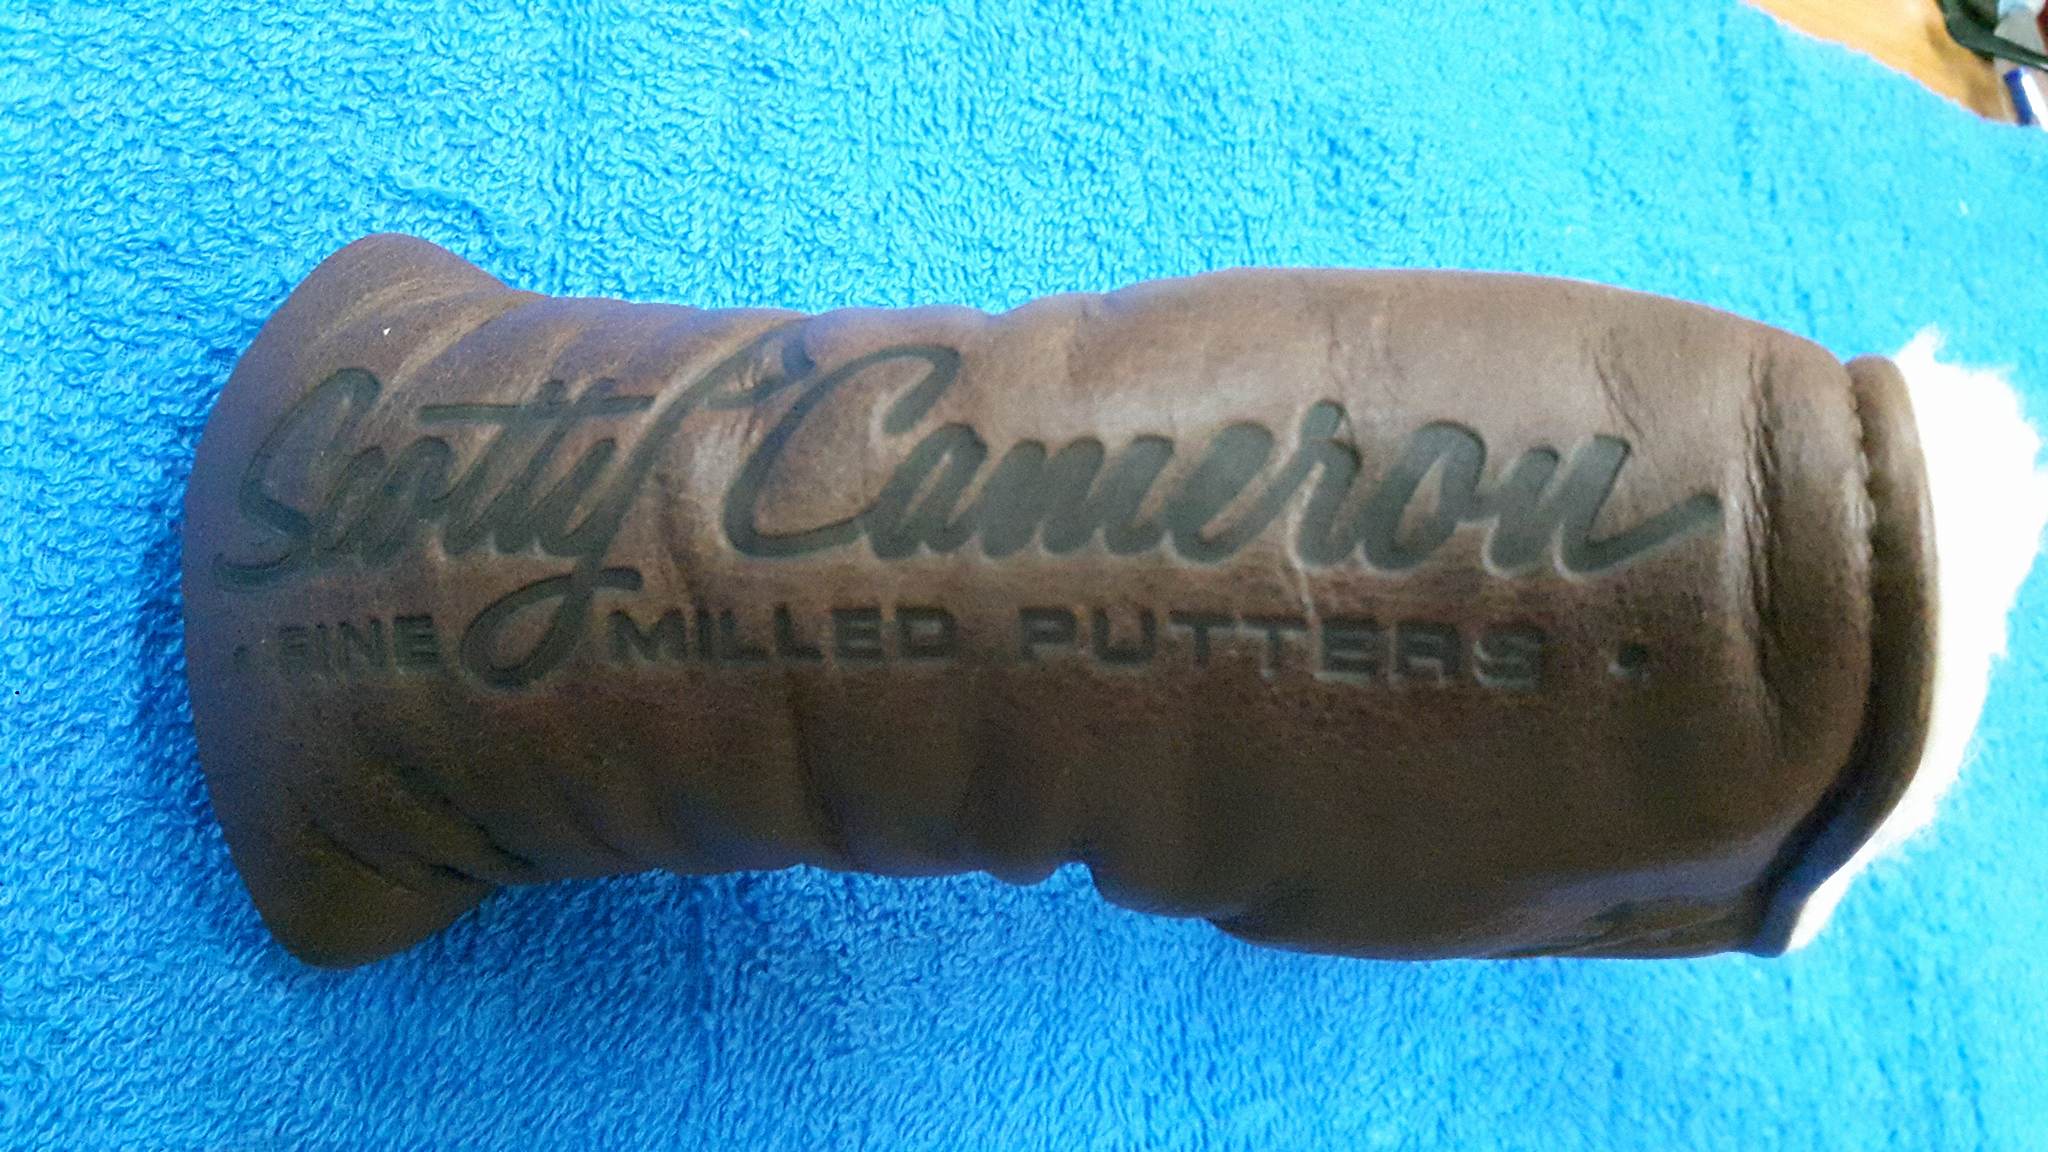 Scotty Cameron
· FINE MILLED PUTTERS ·